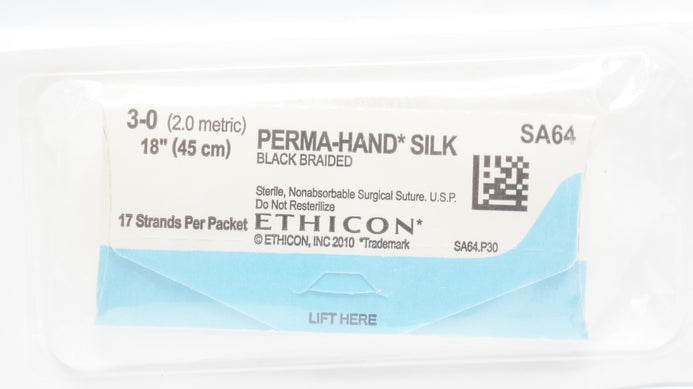 3-0 (2.0 metric)
18" (45 cm)
PERMA-HAND* SILK
BLACK BRAIDED
SA64
Sterile, Nonabsorbable Surgical Suture. U.S.P.
Do Not Resterilize
17 Strands Per Packet
ETHICON*
© ETHICON, INC 2010 *Trademark
SA64.P30
LIFT HERE